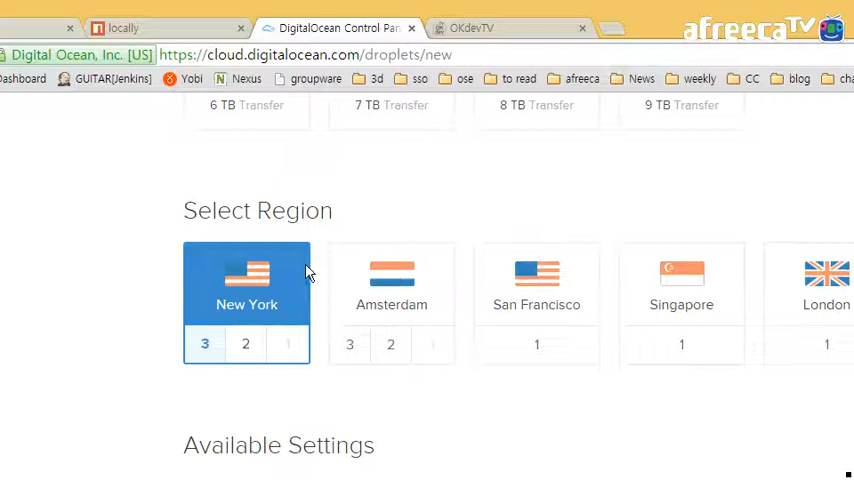 afreecaTV
locally
DigitalOcean Control Pan
OKdevTV
Digital Ocean, Inc. [US] https://cloud.digitalocean.com/droplets/new
Dashboard GUITAR[Jenkins] Yobi Nexus groupware 3d sso ose to read afreeca News weekly CC blog cha
6 TB Transfer 7 TB Transfer 8 TB Transfer 9 TB Transfer
Select Region
New York Amsterdam San Francisco Singapore London
3 2 1 3 2 1 1 1 1
Available Settings